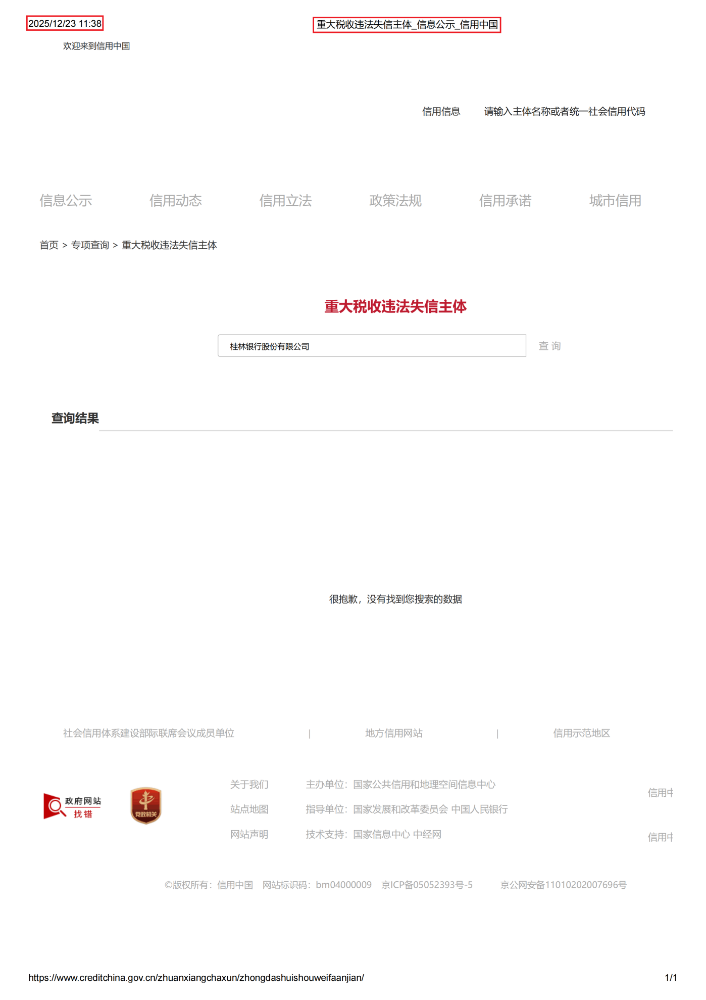 2025/12/23 11:38
重大税收违法失信主体_信息公示_信用中国
欢迎来到信用中国
信用信息 请输入主体名称或者统一社会信用代码
信息公示 信用动态 信用立法 政策法规 信用承诺 城市信用
首页 > 专项查询 > 重大税收违法失信主体
重大税收违法失信主体
桂林银行股份有限公司 查 询
查询结果
很抱歉，没有找到您搜索的数据
社会信用体系建设部际联席会议成员单位 | 地方信用网站 | 信用示范地区
政府网站
找错
党政机关
关于我们 主办单位：国家公共信用和地理空间信息中心
信用中
站点地图 指导单位：国家发展和改革委员会 中国人民银行
网站声明 技术支持：国家信息中心 中经网
信用中
©版权所有：信用中国 网站标识码：bm04000009 京ICP备05052393号-5 京公网安备11010202007696号
https://www.creditchina.gov.cn/zhuanxiangchaxun/zhongdashuishouweifaanjian/
1/1